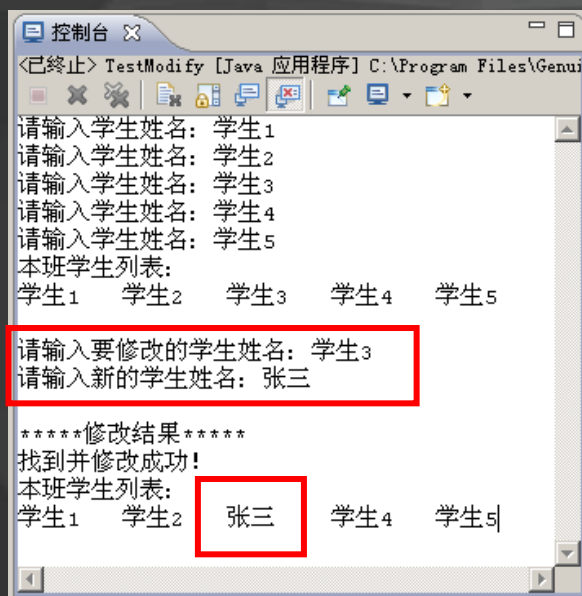 控制台
<已终止> TestModify [Java 应用程序] C:\Program Files\Genui
请输入学生姓名：学生1
请输入学生姓名：学生2
请输入学生姓名：学生3
请输入学生姓名：学生4
请输入学生姓名：学生5
本班学生列表：
学生1 学生2 学生3 学生4 学生5
请输入要修改的学生姓名：学生3
请输入新的学生姓名：张三
*****修改结果*****
找到并修改成功！
本班学生列表：
学生1 学生2 张三 学生4 学生5